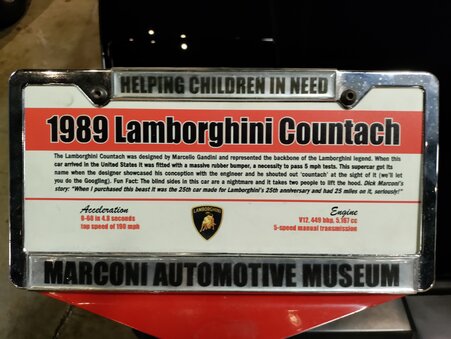 HELPING CHILDREN IN NEED
1989 Lamborghini Countach
The Lamborghini Countach was designed by Marcello Gandini and represented the backbone of the Lamborghini legend. When this
car arrived in the United States it was fitted with a massive rubber bumper, a necessity to pass 5 mph tests. This supercar got its
name when the designer showcased his conception with the engineer and he shouted out 'countach' at the sight of it (we'll let
you do the Googling). Fun Fact: The blind sides in this car are a nightmare and it takes two people to lift the hood. Dick Marconi's
story: "When I purchased this beast it was the 25th car made for Lamborghini's 25th anniversary and had 25 miles on it, seriously!"
Acceleration
0-60 in 4.8 seconds
top speed of 190 mph
LAMBORGHINI
Engine
V12, 449 bhp, 5,167 cc
5-speed manual transmission
MARCONI AUTOMOTIVE MUSEUM